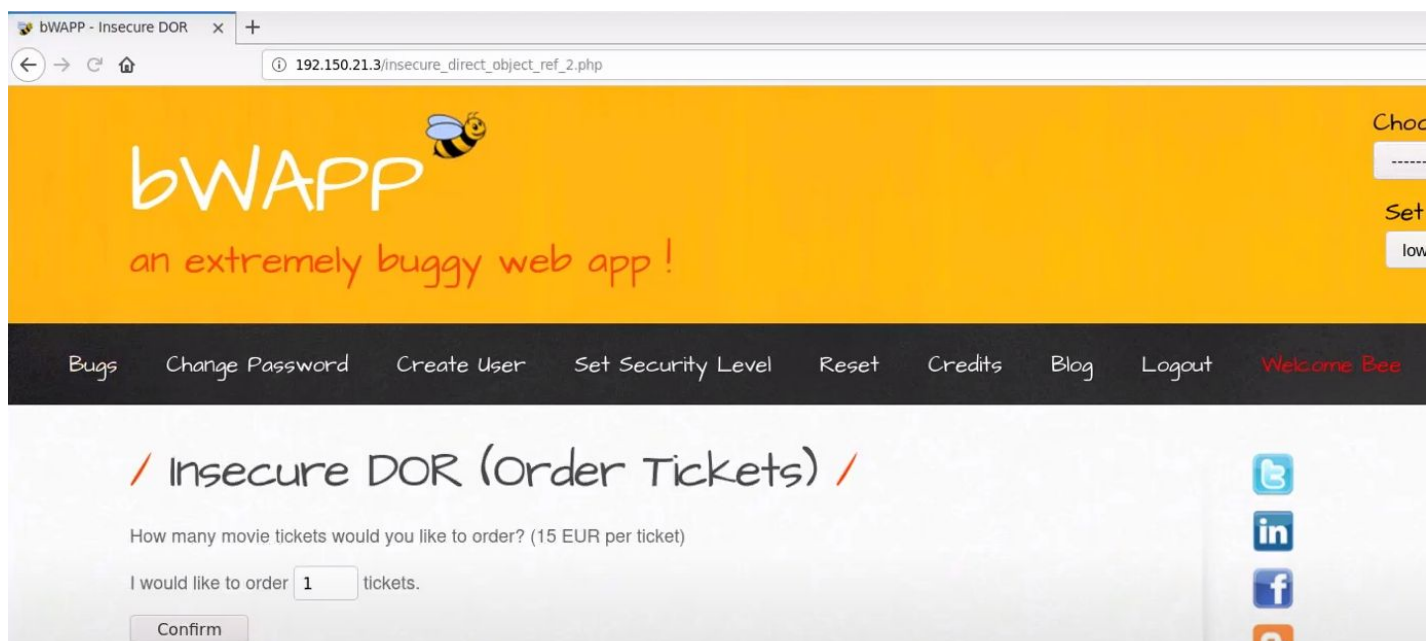 bWAPP - Insecure DOR
192.150.21.3/insecure_direct_object_ref_2.php
bWAPP
an extremely buggy web app !
Choo
-------
Set
low
Bugs Change Password Create User Set Security Level Reset Credits Blog Logout Welcome Bee
/ Insecure DOR (Order Tickets) /
How many movie tickets would you like to order? (15 EUR per ticket)
I would like to order 1 tickets.
Confirm